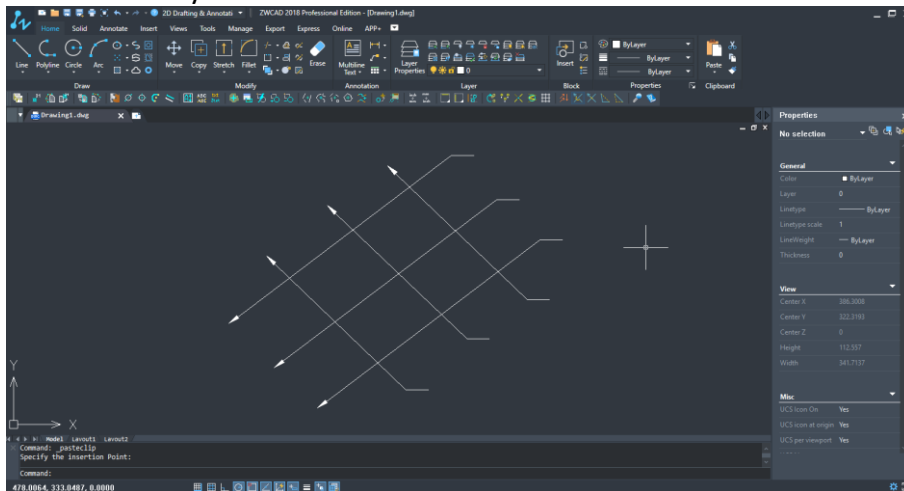 2D Drafting & Annotati
ZWCAD 2018 Professional Edition - [Drawing1.dwg]
Home Solid Annotate Insert Views Tools Manage Export Express Online APP+
Line Polyline Circle Arc
Move Copy Stretch Fillet
Erase
Multiline
Text
Layer
Properties
0
Insert
ByLayer
ByLayer
ByLayer
Paste
Draw Modify Annotation Layer Block Properties Clipboard
Drawing1.dwg
Properties
No selection
General
Color ByLayer
Layer 0
Linetype ByLayer
Linetype scale 1
LineWeight ByLayer
Thickness 0
View
Center X 386.3008
Center Y 322.3193
Center Z 0
Height 112.557
Width 341.7137
Misc
UCS Icon On Yes
UCS icon at origin Yes
UCS per viewport Yes
Y
X
Model Layout1 Layout2
Command: _pasteclip
Specify the insertion Point:
Command:
478.0064, 333.0487, 0.0000